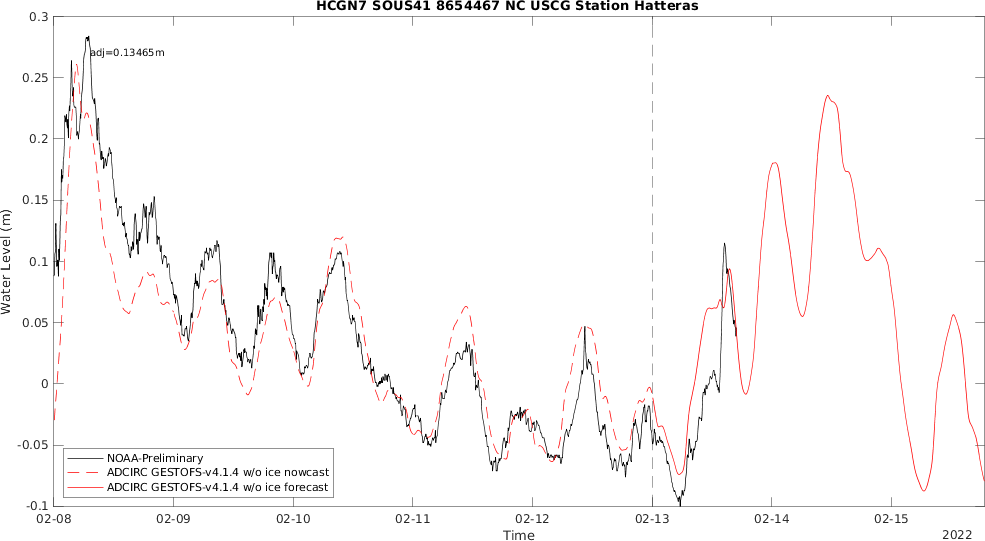 HCGN7 SOUS41 8654467 NC USCG Station Hatteras
0.3
0.25
0.2
0.15
0.1
0.05
0
-0.05
-0.1
Water Level (m)
adj=0.13465m
NOAA-Preliminary
ADCIRC GESTOFS-v4.1.4 w/o ice nowcast
ADCIRC GESTOFS-v4.1.4 w/o ice forecast
02-08 02-09 02-10 02-11 02-12 02-13 02-14 02-15
Time
2022